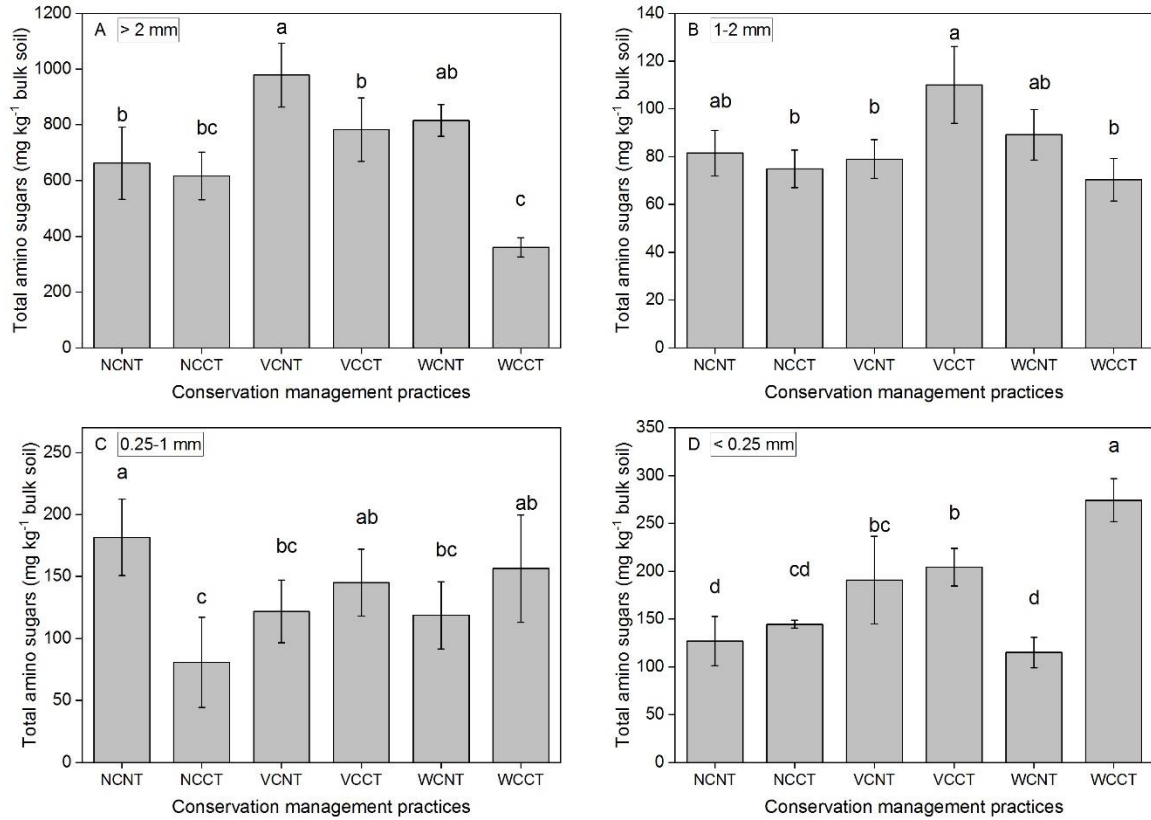 A > 2 mm
Total amino sugars (mg kg⁻¹ bulk soil)
1200
1000
800
600
400
200
0
b
bc
a
b
ab
c
NCNT NCCT VCNT VCCT WCNT WCCT
Conservation management practices
B 1-2 mm
Total amino sugars (mg kg⁻¹ bulk soil)
140
120
100
80
60
40
20
0
ab
b
b
a
ab
b
NCNT NCCT VCNT VCCT WCNT WCCT
Conservation management practices
C 0.25-1 mm
Total amino sugars (mg kg⁻¹ bulk soil)
250
200
150
100
50
0
a
c
bc
ab
bc
ab
NCNT NCCT VCNT VCCT WCNT WCCT
Conservation management practices
D < 0.25 mm
Total amino sugars (mg kg⁻¹ bulk soil)
350
300
250
200
150
100
50
0
d
cd
bc
b
d
a
NCNT NCCT VCNT VCCT WCNT WCCT
Conservation management practices